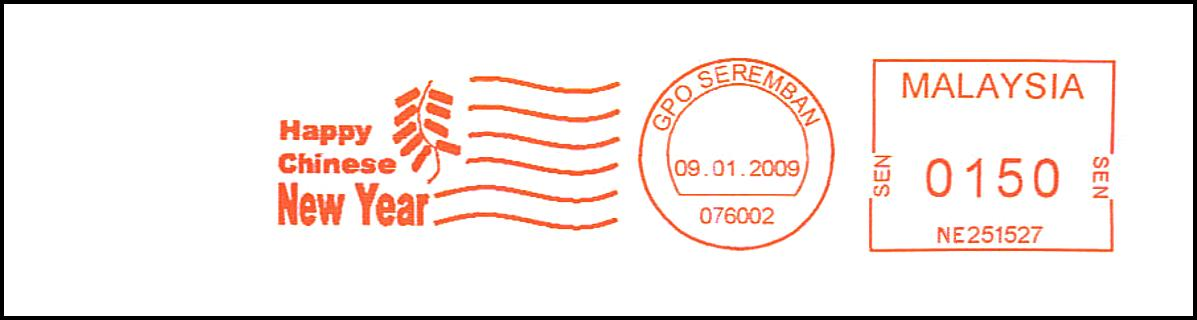 Happy
Chinese
New Year
GPO SEREMBAN
09.01.2009
076002
MALAYSIA
SEN 0150 SEN
NE251527